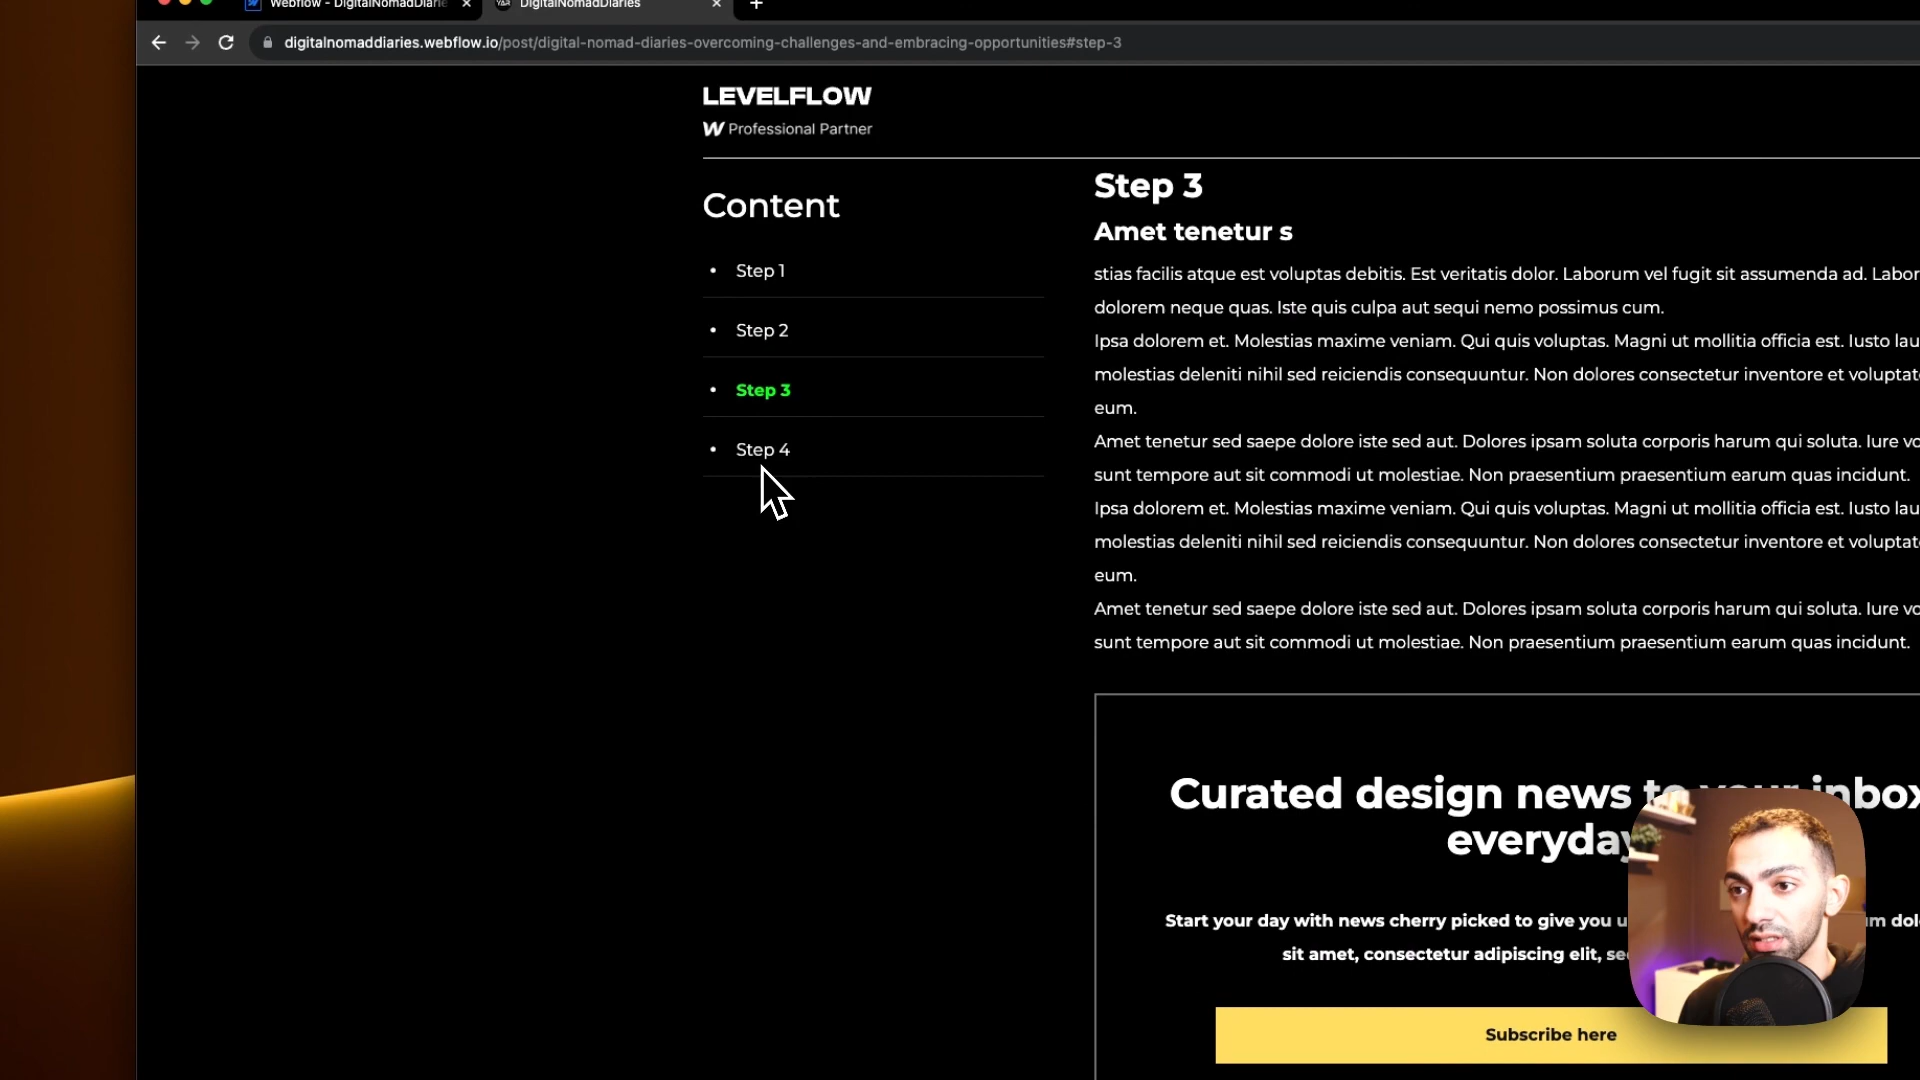 Webflow - DigitalNomadDiarie
DigitalNomadDiaries
digitalnomaddiaries.webflow.io/post/digital-nomad-diaries-overcoming-challenges-and-embracing-opportunities#step-3
LEVELFLOW
W Professional Partner
Content
• Step 1
• Step 2
• Step 3
• Step 4
Step 3
Amet tenetur s
stias facilis atque est voluptas debitis. Est veritatis dolor. Laborum vel fugit sit assumenda ad. Labor
dolorem neque quas. Iste quis culpa aut sequi nemo possimus cum.
Ipsa dolorem et. Molestias maxime veniam. Qui quis voluptas. Magni ut mollitia officia est. Iusto lau
molestias deleniti nihil sed reiciendis consequuntur. Non dolores consectetur inventore et voluptat
eum.
Amet tenetur sed saepe dolore iste sed aut. Dolores ipsam soluta corporis harum qui soluta. Iure vo
sunt tempore aut sit commodi ut molestiae. Non praesentium praesentium earum quas incidunt.
Ipsa dolorem et. Molestias maxime veniam. Qui quis voluptas. Magni ut mollitia officia est. Iusto lau
molestias deleniti nihil sed reiciendis consequuntur. Non dolores consectetur inventore et voluptat
eum.
Amet tenetur sed saepe dolore iste sed aut. Dolores ipsam soluta corporis harum qui soluta. Iure vo
sunt tempore aut sit commodi ut molestiae. Non praesentium praesentium earum quas incidunt.
Curated design news to your inbox
everyday
Start your day with news cherry picked to give you u m dol
sit amet, consectetur adipiscing elit, se
Subscribe here